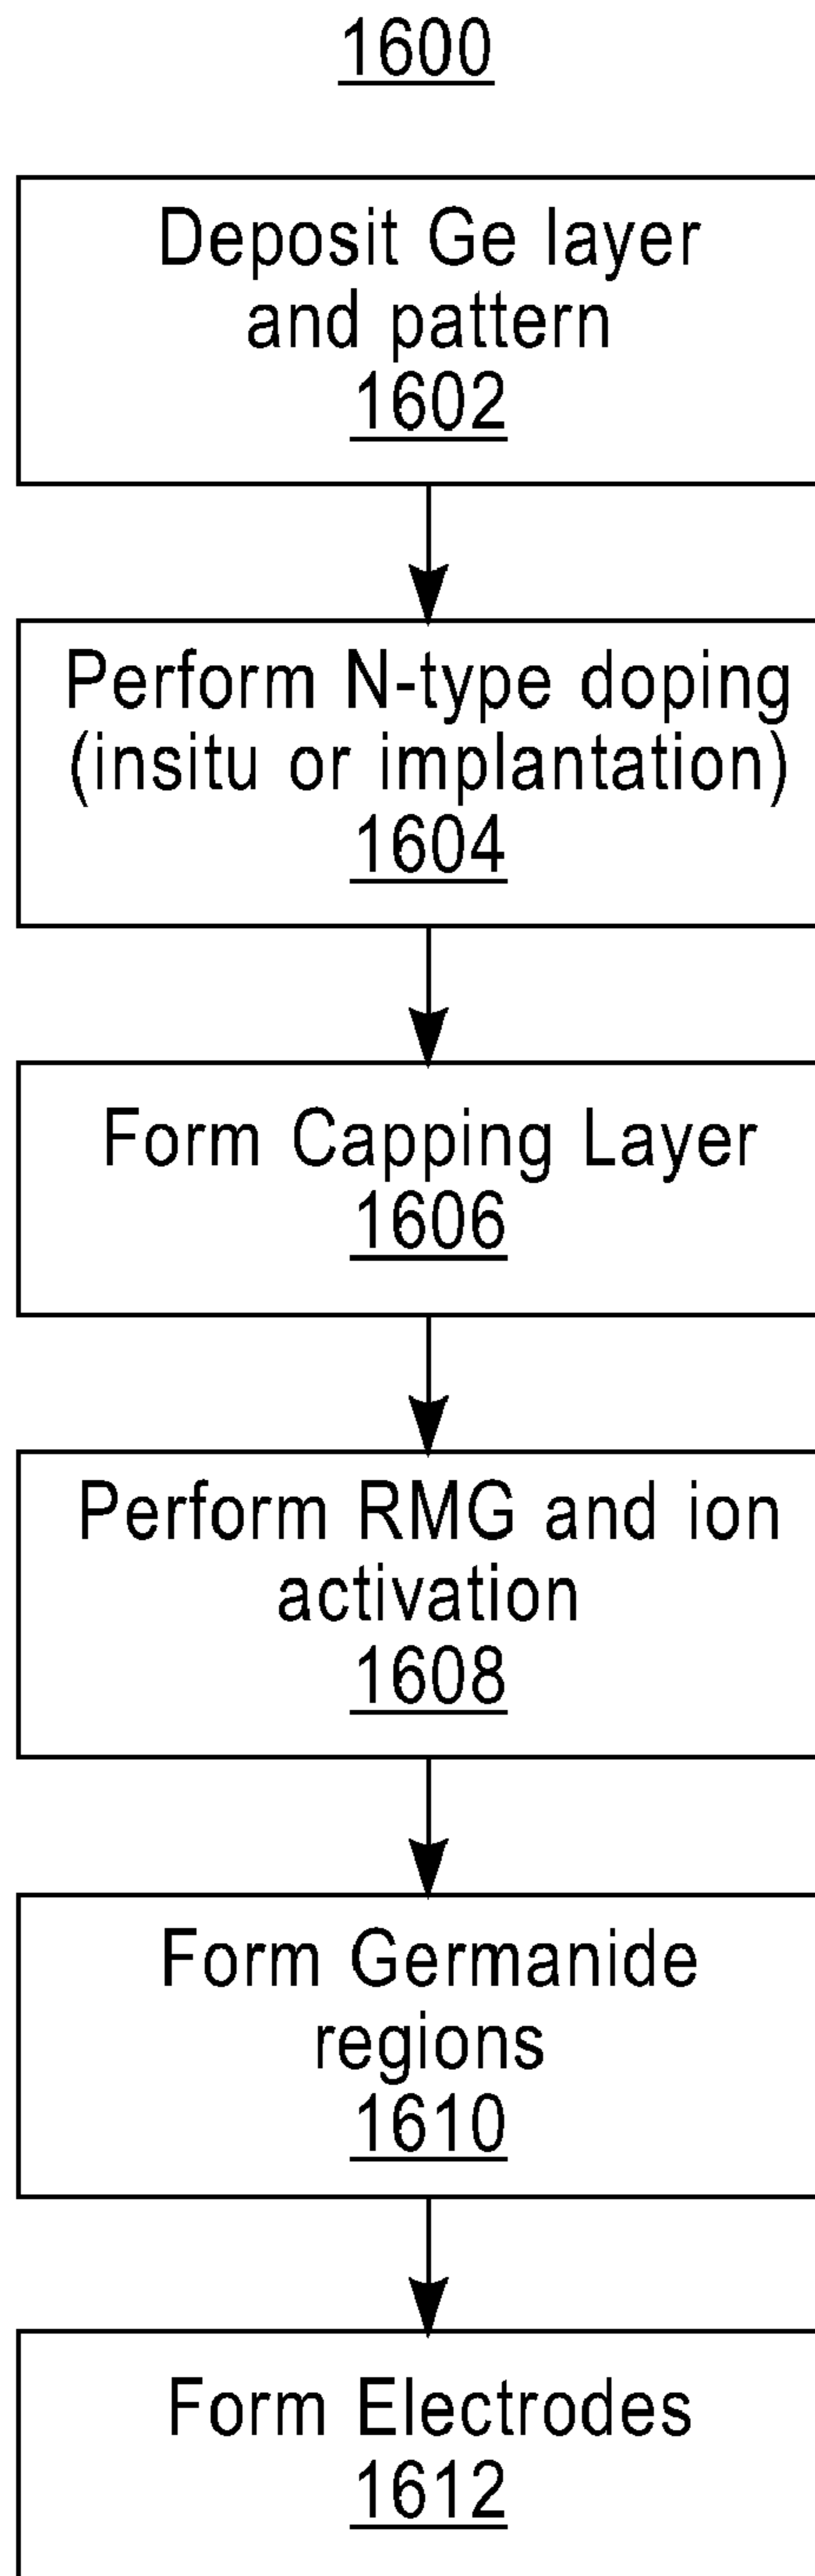 1600
Deposit Ge layer
and pattern
1602
Perform N-type doping
(insitu or implantation)
1604
Form Capping Layer
1606
Perform RMG and ion
activation
1608
Form Germanide
regions
1610
Form Electrodes
1612